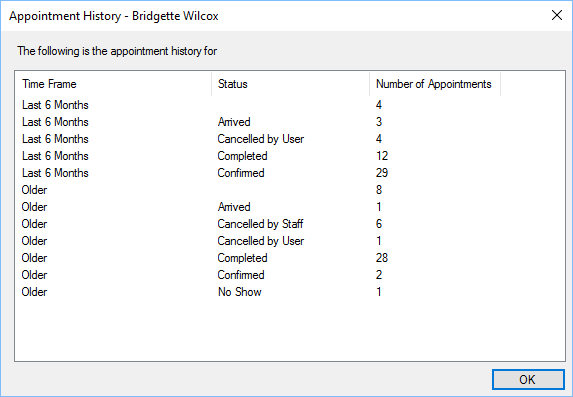 Appointment History - Bridgette Wilcox
The following is the appointment history for
Time Frame Status Number of Appointments
Last 6 Months 4
Last 6 Months Arrived 3
Last 6 Months Cancelled by User 4
Last 6 Months Completed 12
Last 6 Months Confirmed 29
Older 8
Older Arrived 1
Older Cancelled by Staff 6
Older Cancelled by User 1
Older Completed 28
Older Confirmed 2
Older No Show 1
OK